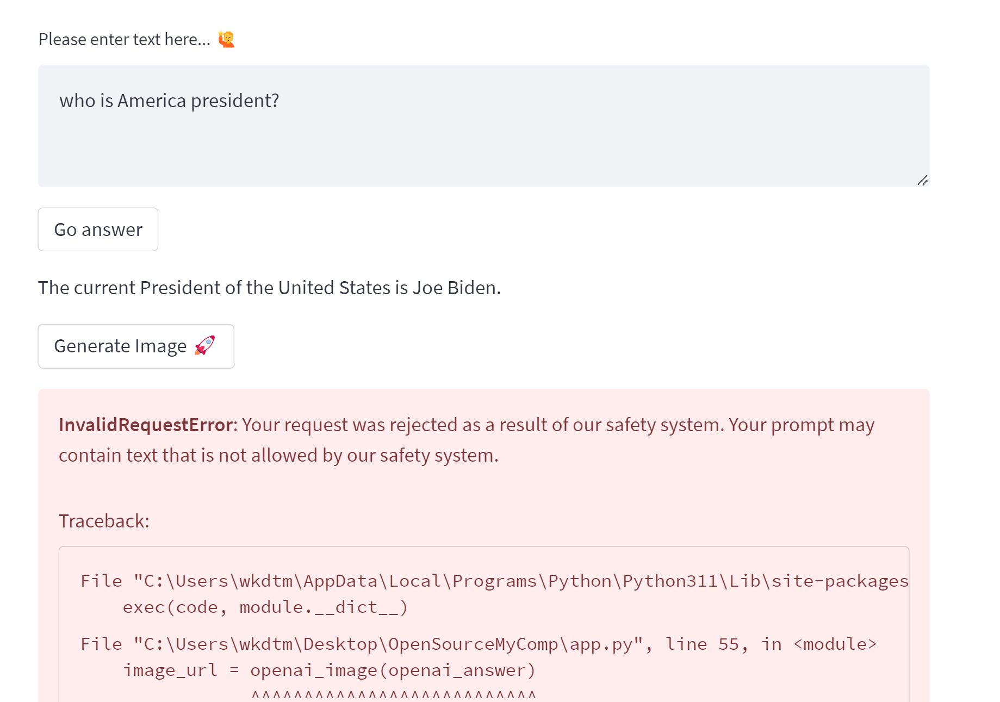 Please enter text here... 🙋
who is America president?
Go answer
The current President of the United States is Joe Biden.
Generate Image 🚀
InvalidRequestError: Your request was rejected as a result of our safety system. Your prompt may
contain text that is not allowed by our safety system.
Traceback:
File "C:\Users\wkdtm\AppData\Local\Programs\Python\Python311\Lib\site-packages
exec(code, module.__dict__)
File "C:\Users\wkdtm\Desktop\OpenSourceMyComp\app.py", line 55, in <module>
image_url = openai_image(openai_answer)
^^^^^^^^^^^^^^^^^^^^^^^^^^^